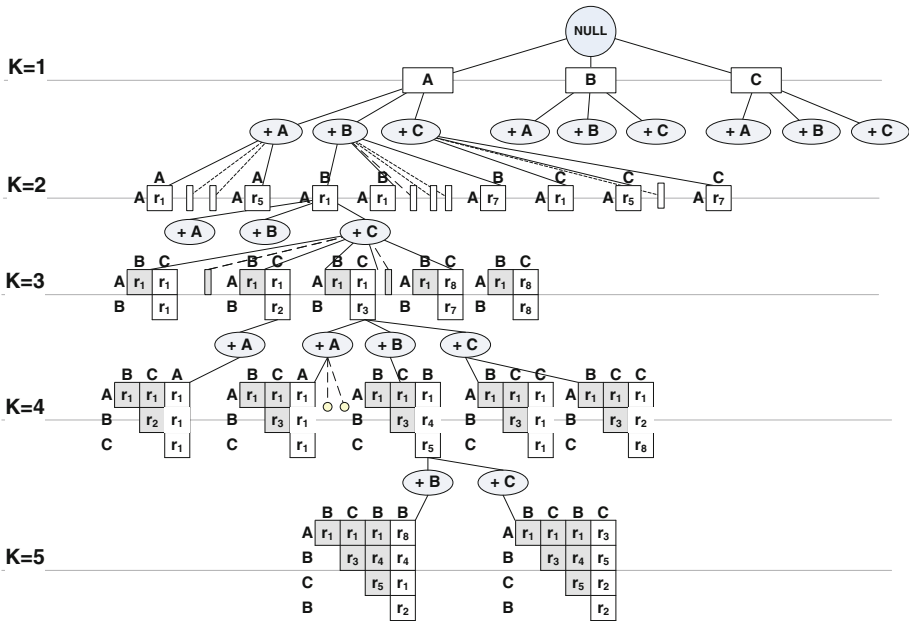 NULL
K=1
A B C
+ A + B + C + A + B + C + A + B + C
A A B B B C C C
K=2 A r1 A r5 A r1 A r1 A r7 A r1 A r5 A r7
+ A + B + C
B C B C B C B C B C
K=3 A r1 r1 A r1 r1 A r1 r1 A r1 r8 A r1 r8
B r1 B r2 B r3 B r7 B r8
+ A + A + B + C
B C A B C A B C B B C C B C C
A r1 r1 r1 A r1 r1 r1 A r1 r1 r1 A r1 r1 r1 A r1 r1 r1
K=4 B r2 r1 B r3 r1 B r3 r4 B r3 r1 B r3 r2
C r1 C r1 C r5 C r1 C r8
+ B + C
B C B B B C B C
A r1 r1 r1 r8 A r1 r1 r1 r3
K=5 B r3 r4 r4 B r3 r4 r5
C r5 r1 C r5 r2
B r2 B r2